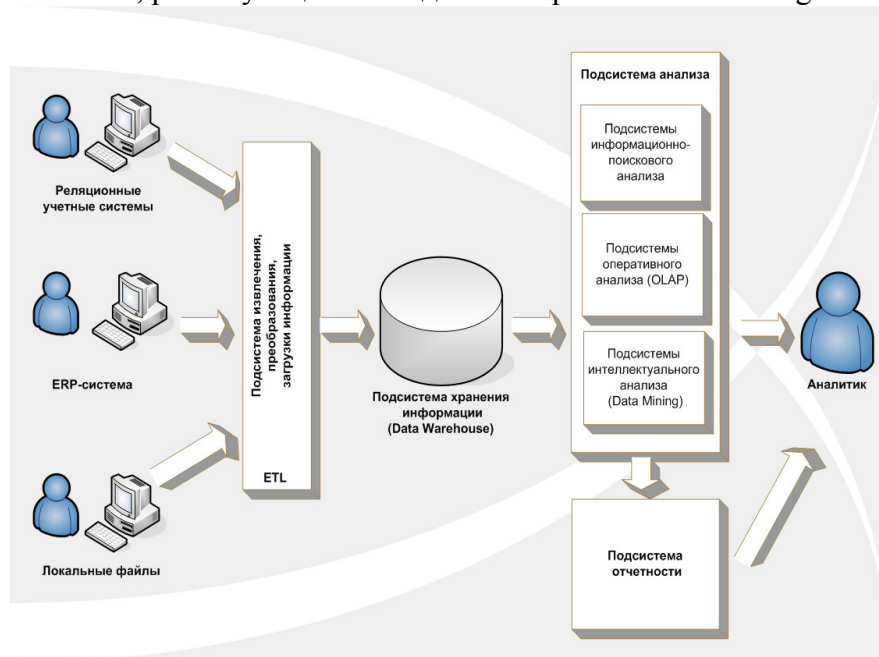 Реляционные
учетные системы
ERP-система
Локальные файлы
Подсистема извлечения,
преобразования,
загрузки информации
ETL
Подсистема хранения
информации
(Data Warehouse)
Подсистема анализа
Подсистемы
информационно-
поискового
анализа
Подсистемы
оперативного
анализа (OLAP)
Подсистемы
интеллектуального
анализа
(Data Mining)
Подсистема
отчетности
Аналитик